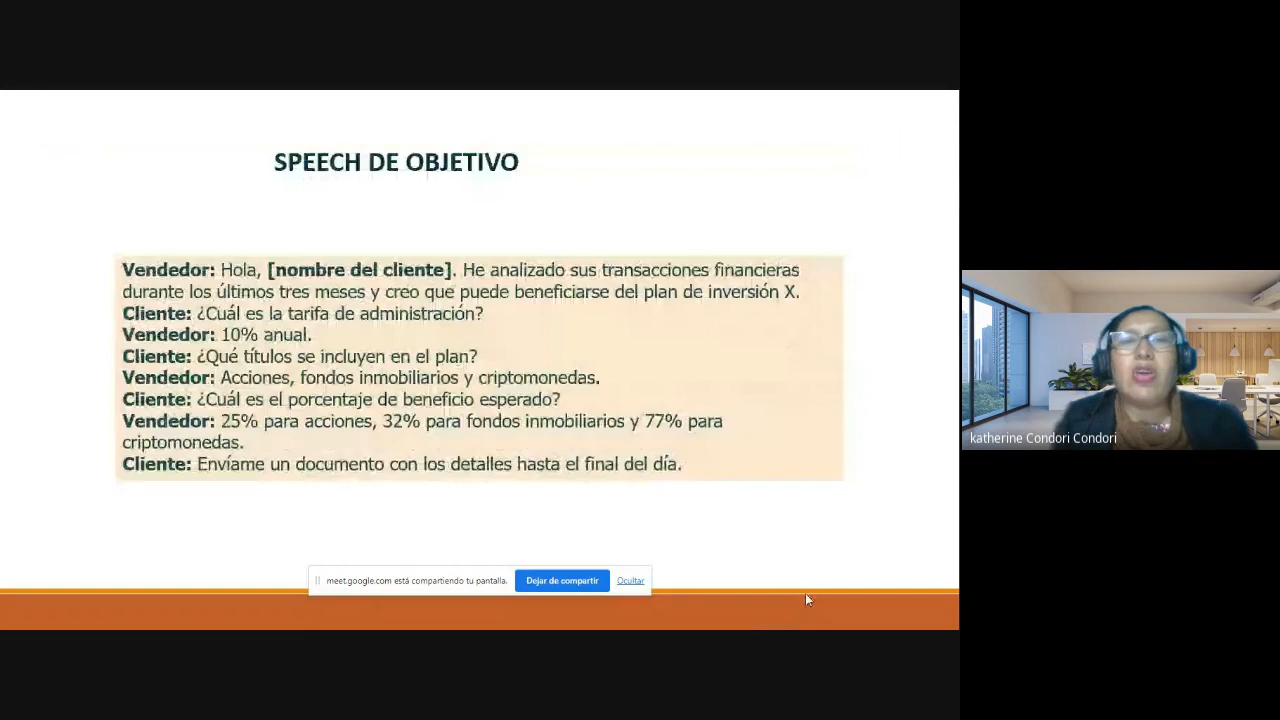 SPEECH DE OBJETIVO
Vendedor: Hola, [nombre del cliente]. He analizado sus transacciones financieras
durante los últimos tres meses y creo que puede beneficiarse del plan de inversión X.
Cliente: ¿Cuál es la tarifa de administración?
Vendedor: 10% anual.
Cliente: ¿Qué títulos se incluyen en el plan?
Vendedor: Acciones, fondos inmobiliarios y criptomonedas.
Cliente: ¿Cuál es el porcentaje de beneficio esperado?
Vendedor: 25% para acciones, 32% para fondos inmobiliarios y 77% para
criptomonedas.
Cliente: Envíame un documento con los detalles hasta el final del día.
meet.google.com está compartiendo tu pantalla. Dejar de compartir Ocultar
katherine Condori Condori